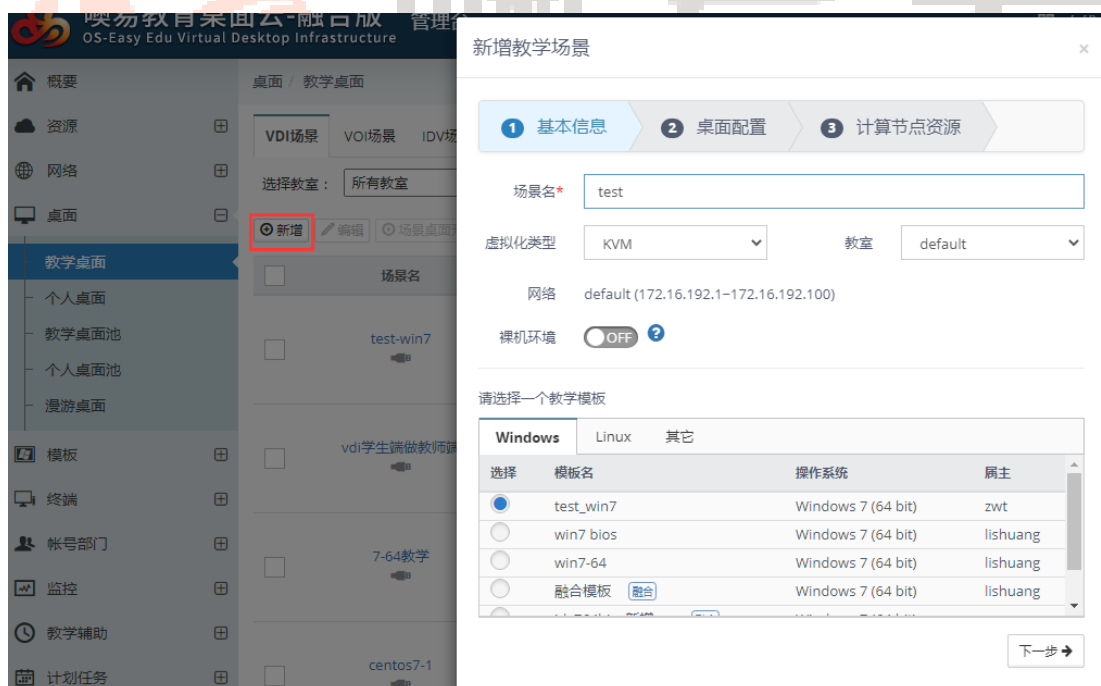 噢易教育桌面云-融合版 管理台
OS-Easy Edu Virtual Desktop Infrastructure
概要
资源
网络
桌面
教学桌面
个人桌面
教学桌面池
个人桌面池
漫游桌面
模板
终端
帐号部门
监控
教学辅助
计划任务
桌面 / 教学桌面
VDI场景 VOI场景 IDV场
选择教室： 所有教室
新增 编辑 场景桌面
场景名
test-win7
vdi学生端做教师端
7-64教学
centos7-1
新增教学场景 ×
1 基本信息 2 桌面配置 3 计算节点资源
场景名* test
虚拟化类型 KVM 教室 default
网络 default (172.16.192.1~172.16.192.100)
裸机环境 OFF ?
请选择一个教学模板
Windows Linux 其它
选择 模板名 操作系统 属主
test_win7 Windows 7 (64 bit) zwt
win7 bios Windows 7 (64 bit) lishuang
win7-64 Windows 7 (64 bit) lishuang
融合模板 融合 Windows 7 (64 bit) lishuang
下一步